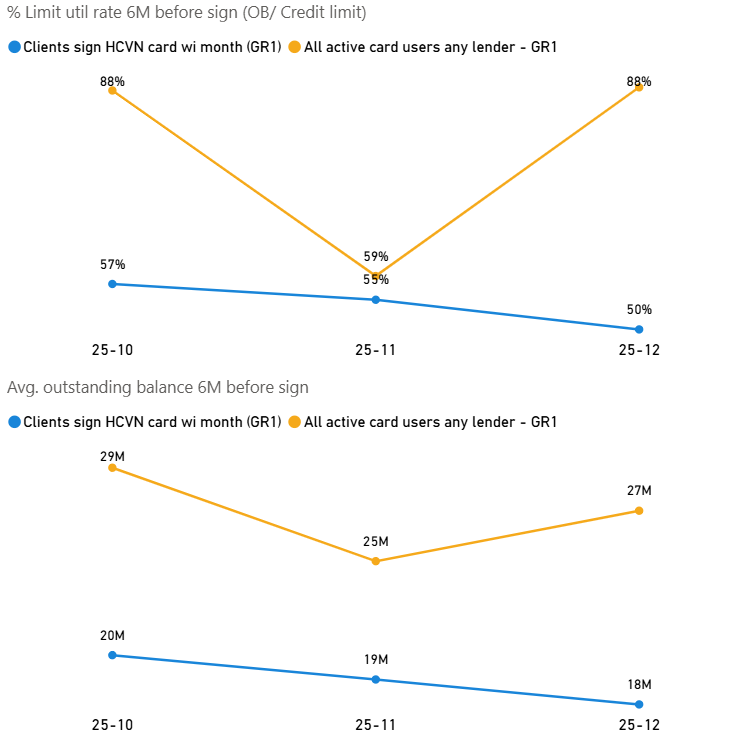 % Limit util rate 6M before sign (OB/ Credit limit)
Clients sign HCVN card wi month (GR1) All active card users any lender - GR1
88% 88%
59%
57% 55%
50%
25-10 25-11 25-12
Avg. outstanding balance 6M before sign
Clients sign HCVN card wi month (GR1) All active card users any lender - GR1
29M
27M
25M
20M
19M
18M
25-10 25-11 25-12